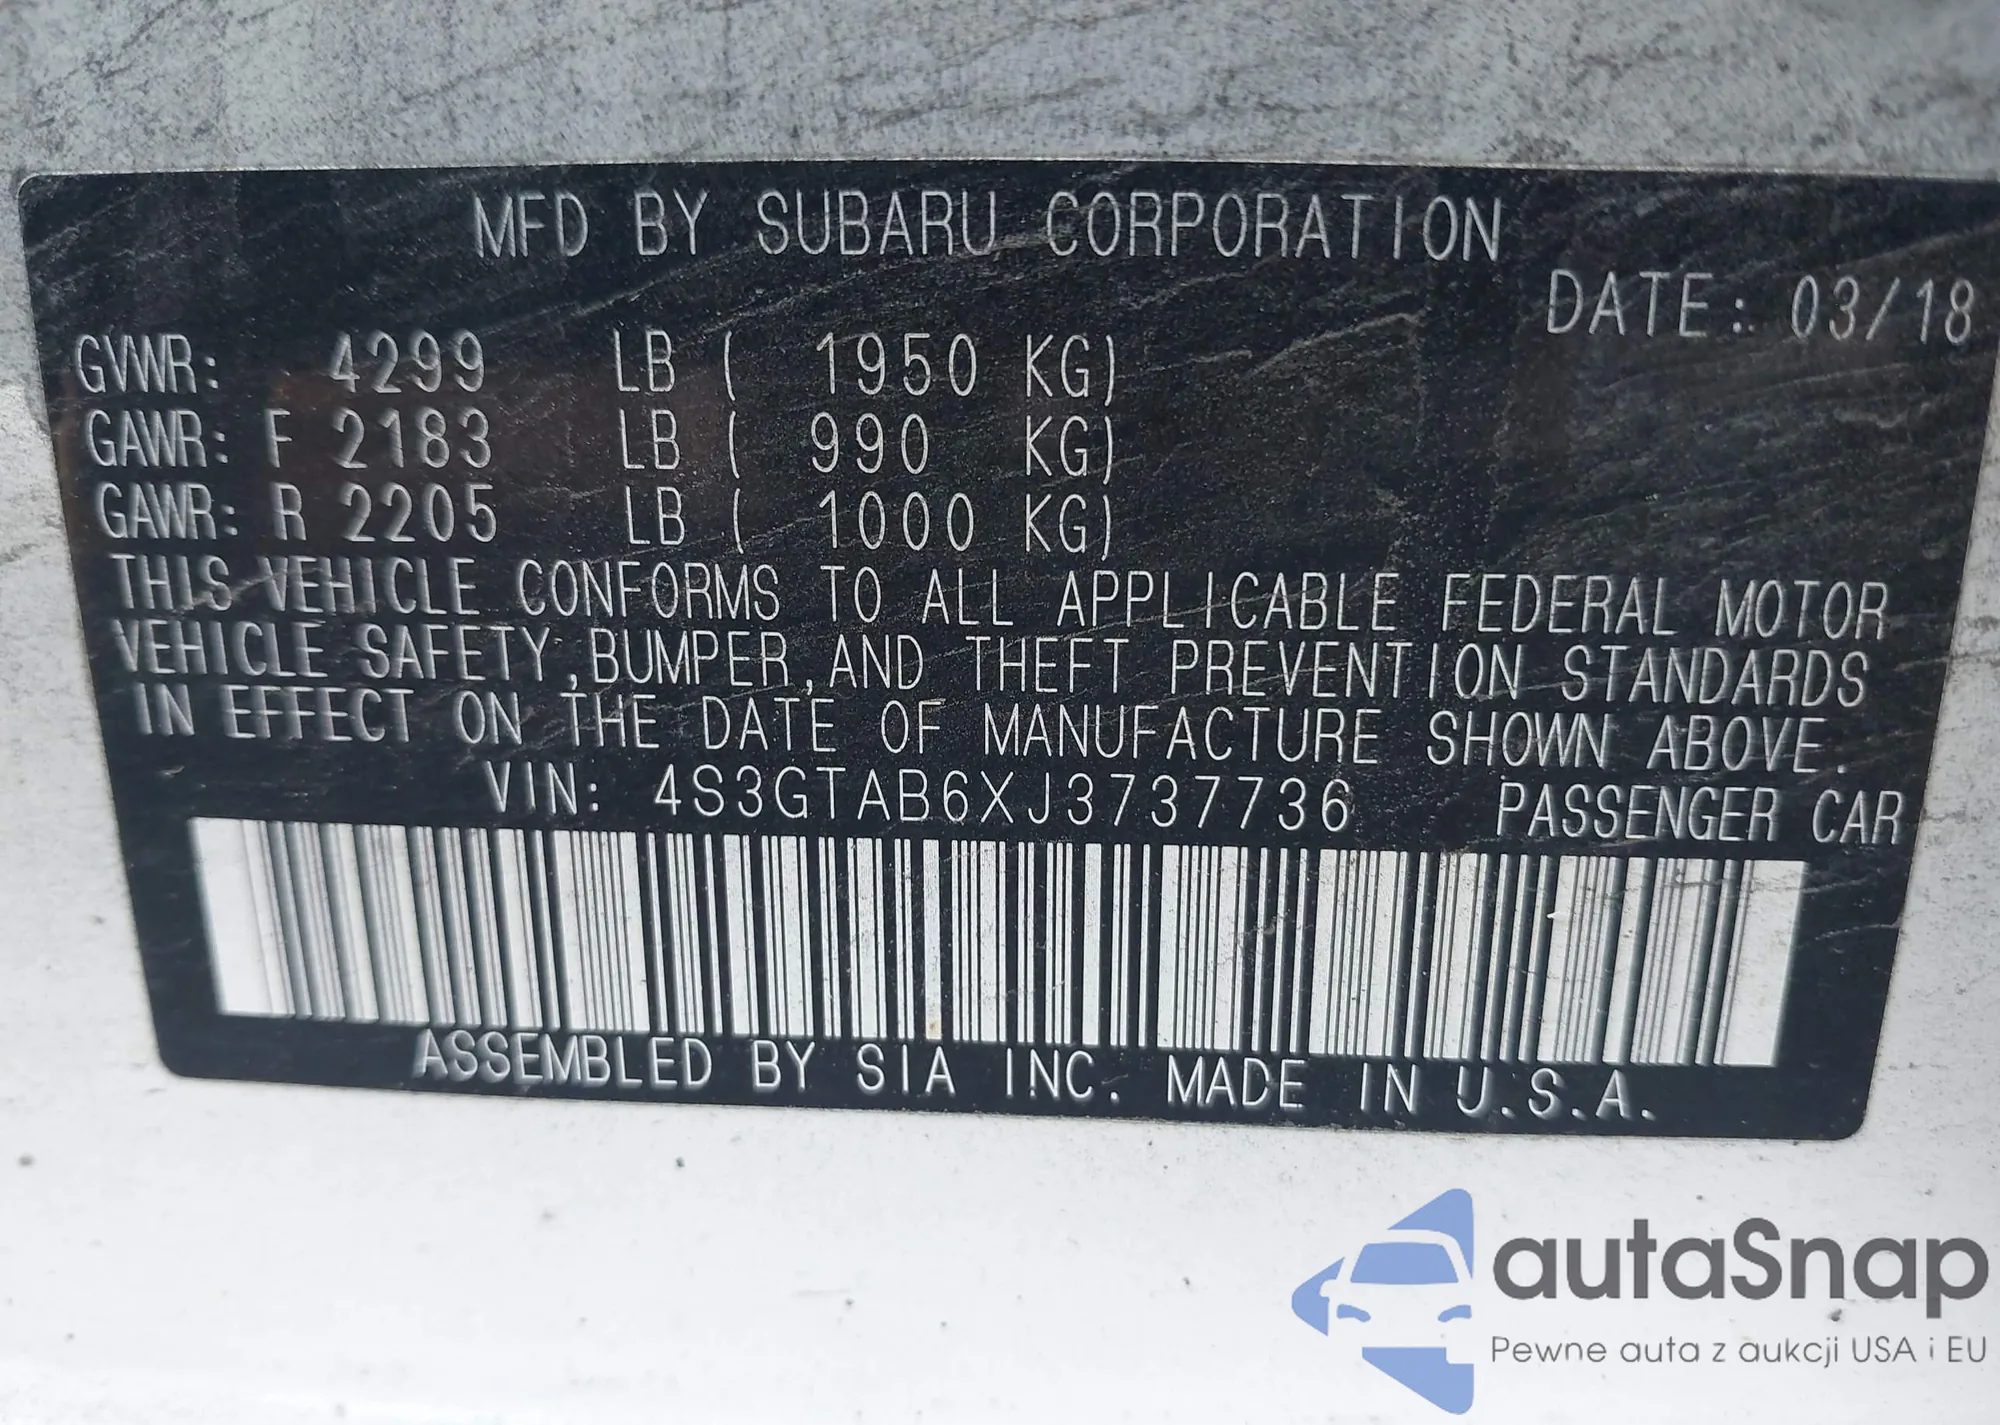 MFD BY SUBARU CORPORATION
DATE: 03/18
GVWR: 4299 LB ( 1950 KG)
GAWR: F 2183 LB ( 990 KG)
GAWR: R 2205 LB ( 1000 KG)
THIS VEHICLE CONFORMS TO ALL APPLICABLE FEDERAL MOTOR
VEHICLE SAFETY, BUMPER, AND THEFT PREVENTION STANDARDS
IN EFFECT ON THE DATE OF MANUFACTURE SHOWN ABOVE.
VIN: 4S3GTAB6XJ3737736 PASSENGER CAR
ASSEMBLED BY SIA INC. MADE IN U.S.A.
autaSnap
Pewne auta z aukcji USA i EU